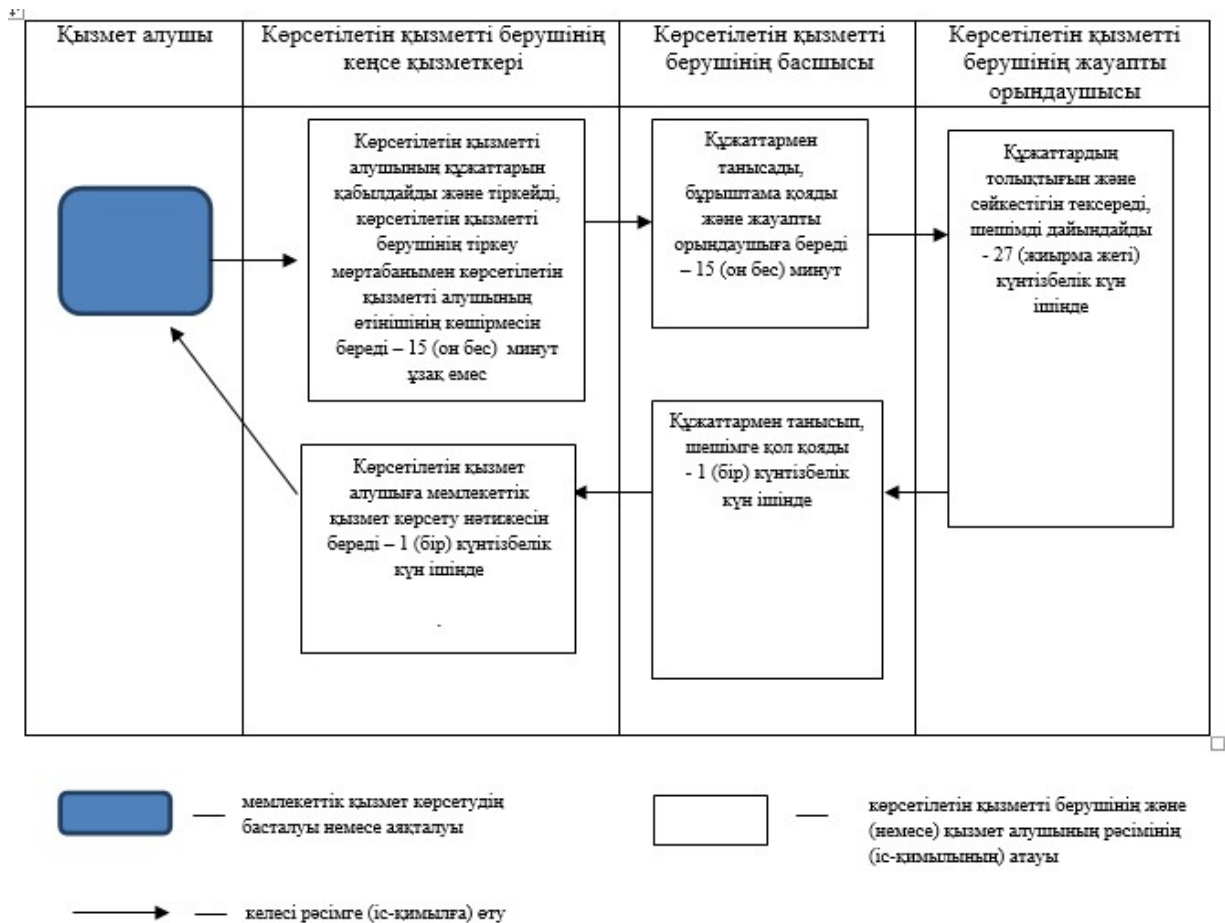 Қызмет алушы
Көрсетілетін қызметті берушінің
кеңсе қызметкері
Көрсетілетін қызметті
берушінің басшысы
Көрсетілетін қызметті
берушінің жауапты
орындаушысы
Көрсетілетін қызметті
алушының құжаттарын
қабылдайды және тіркейді,
көрсетілетін қызметті
берушінің тіркеу
мөртабанымен көрсетілетін
қызметті алушының
өтінішінің көшірмесін
береді – 15 (он бес) минут
ұзақ емес
Құжаттармен
танысады,
бұрыштама қояды
және жауапты
орындаушыға береді
– 15 (он бес) минут
Құжаттардың
толықтығын және
сәйкестігін тексереді,
шешімді дайындайды
- 27 (жиырма жеті)
күнтізбелік күн
ішінде
Көрсетілетін қызмет
алушыға мемлекеттік
қызмет көрсету нәтижесін
береді – 1 (бір) күнтізбелік
күн ішінде
Құжаттармен танысып,
шешімге қол қояды
- 1 (бір) күнтізбелік
күн ішінде
мемлекеттік қызмет көрсетудің
басталуы немесе аяқталуы
көрсетілетін қызметті берушінің және
(немесе) қызмет алушының рәсімінің
(іс-қимылының) атауы
келесі рәсімге (іс-қимылға) өту